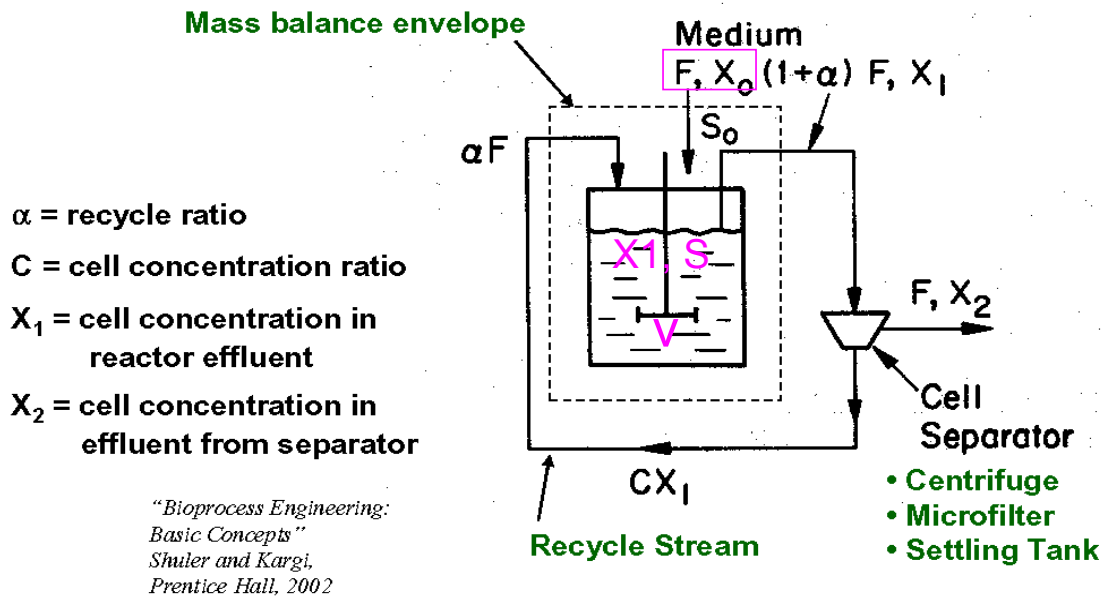 Mass balance envelope
Medium
F, X₀ (1+α) F, X₁
S₀
αF
α = recycle ratio
C = cell concentration ratio
X₁ = cell concentration in
reactor effluent
X₂ = cell concentration in
effluent from separator
X1, S
V
F, X₂
Cell
Separator
CX₁
• Centrifuge
• Microfilter
• Settling Tank
Recycle Stream
“Bioprocess Engineering:
Basic Concepts”
Shuler and Kargi,
Prentice Hall, 2002